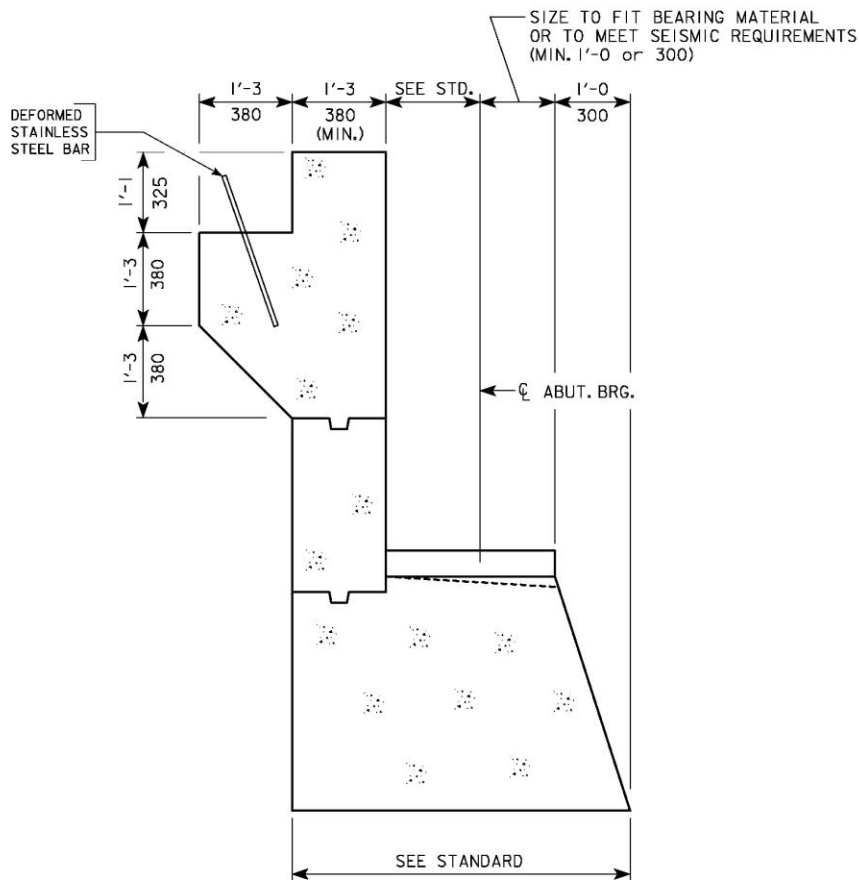 SIZE TO FIT BEARING MATERIAL
OR TO MEET SEISMIC REQUIREMENTS
(MIN. 1'-0 or 300)
1'-3
380
1'-3
380
(MIN.)
SEE STD.
1'-0
300
DEFORMED
STAINLESS
STEEL BAR
1'-1
325
1'-3
380
1'-3
380
℄ ABUT. BRG.
SEE STANDARD